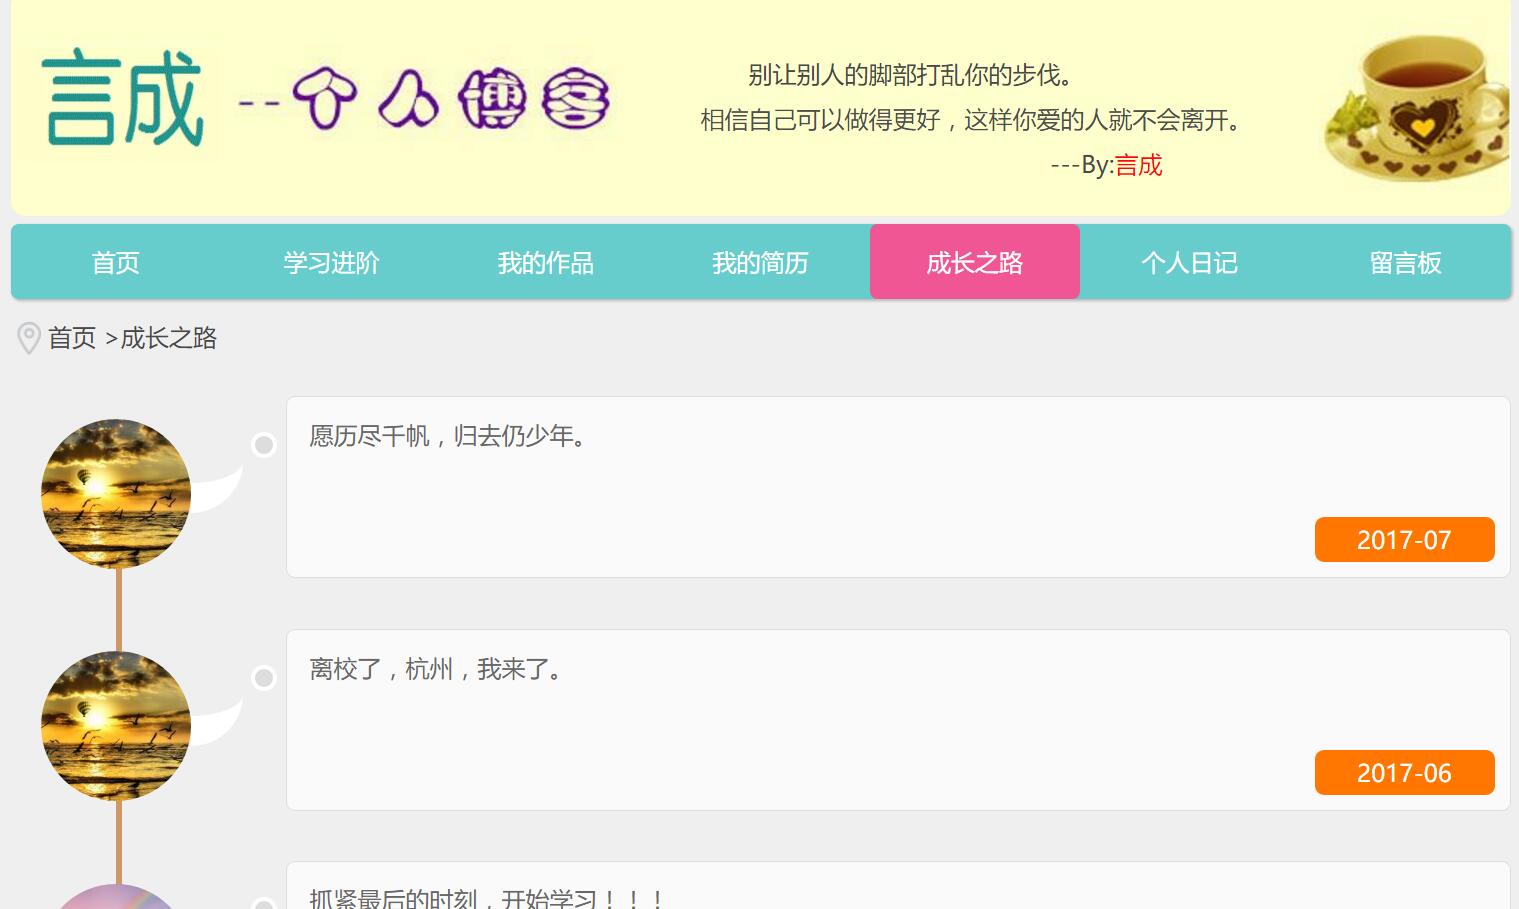 言成 --个人博客
别让别人的脚部打乱你的步伐。
相信自己可以做得更好，这样你爱的人就不会离开。
---By:言成
首页 学习进阶 我的作品 我的简历 成长之路 个人日记 留言板
首页 >成长之路
愿历尽千帆，归去仍少年。
2017-07
离校了，杭州，我来了。
2017-06
抓紧最后的时刻，开始学习！！！